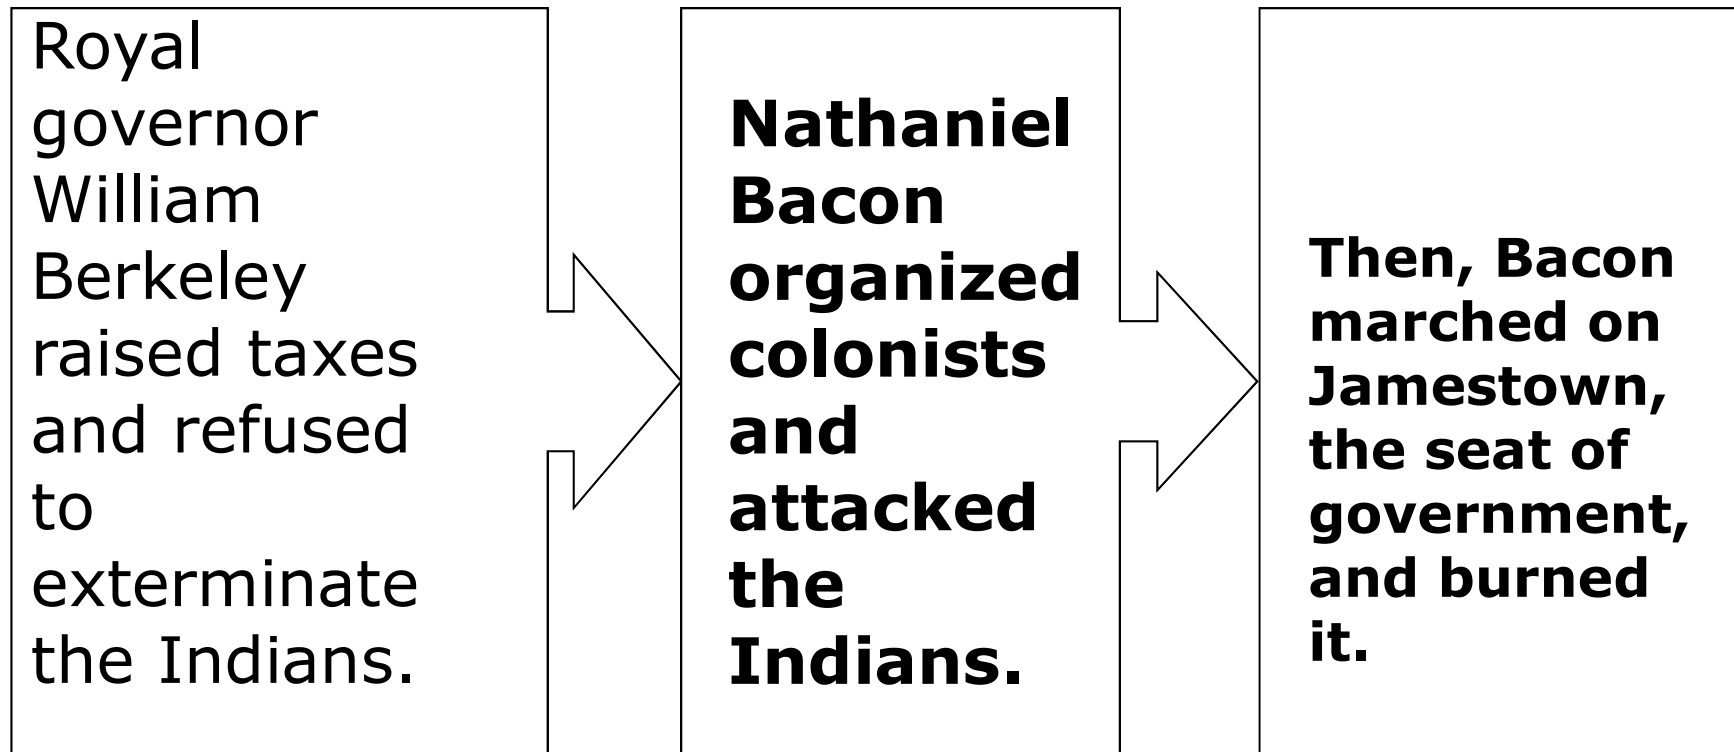 Royal
governor
William
Berkeley
raised taxes
and refused
to
exterminate
the Indians.
Nathaniel
Bacon
organized
colonists
and
attacked
the
Indians.
Then, Bacon
marched on
Jamestown,
the seat of
government,
and burned
it.